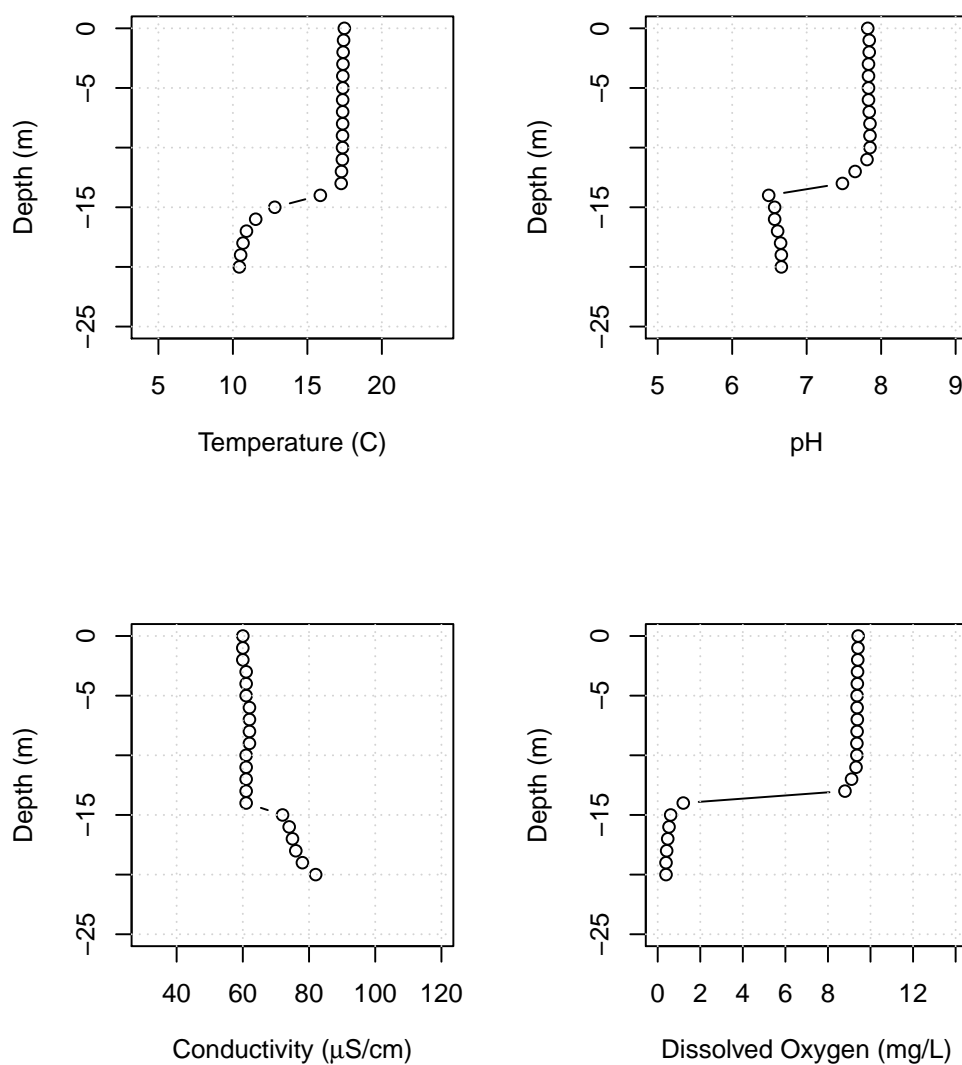 0
−5
−15
−25
Depth (m)
5 10 15 20
Temperature (C)
0
−5
−15
−25
Depth (m)
5 6 7 8 9
pH
0
−5
−15
−25
Depth (m)
40 60 80 100 120
Conductivity (μS/cm)
0
−5
−15
−25
Depth (m)
0 2 4 6 8 12
Dissolved Oxygen (mg/L)